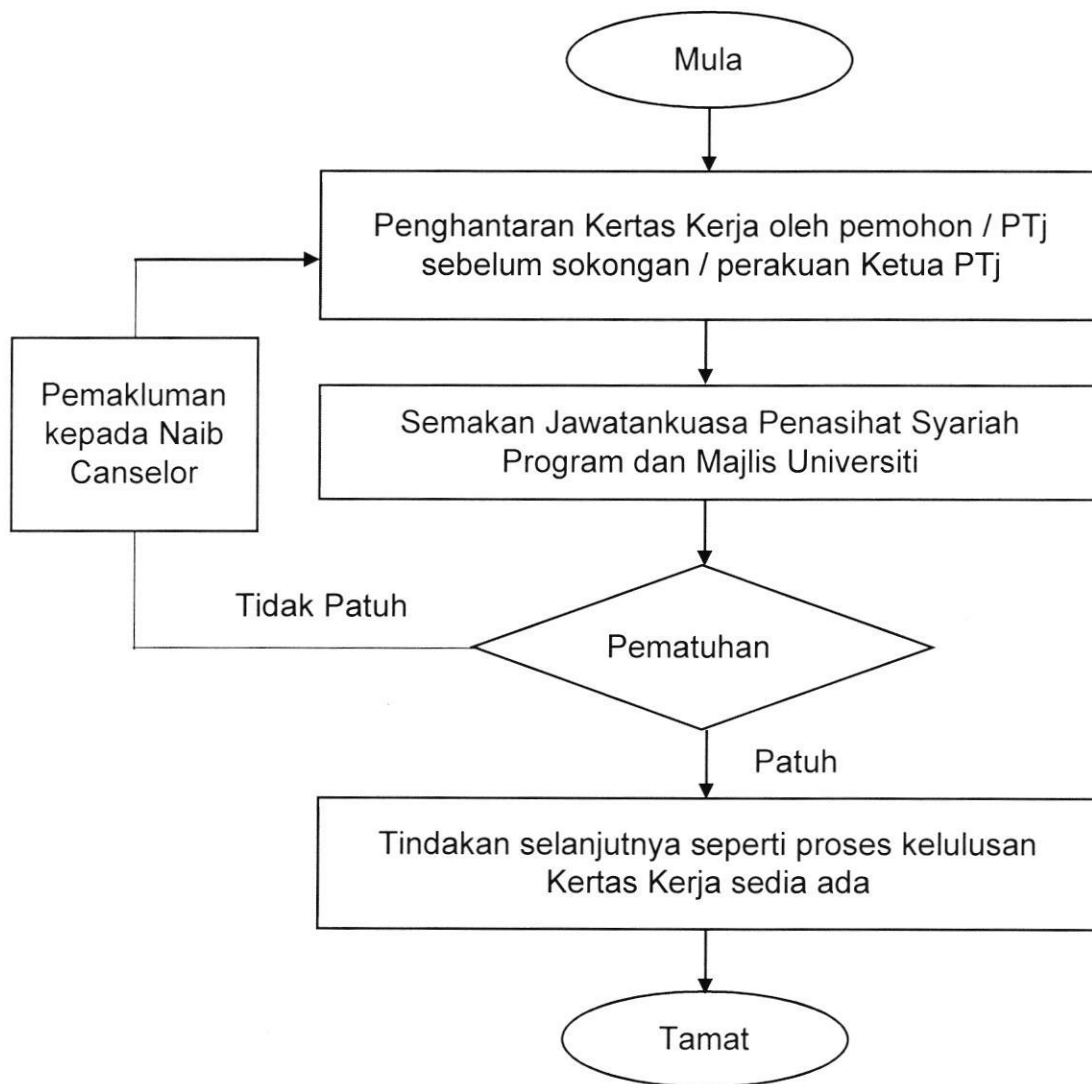 Mula
Penghantaran Kertas Kerja oleh pemohon / PTj
sebelum sokongan / perakuan Ketua PTj
Pemakluman
kepada Naib
Canselor
Semakan Jawatankuasa Penasihat Syariah
Program dan Majlis Universiti
Tidak Patuh
Pematuhan
Patuh
Tindakan selanjutnya seperti proses kelulusan
Kertas Kerja sedia ada
Tamat